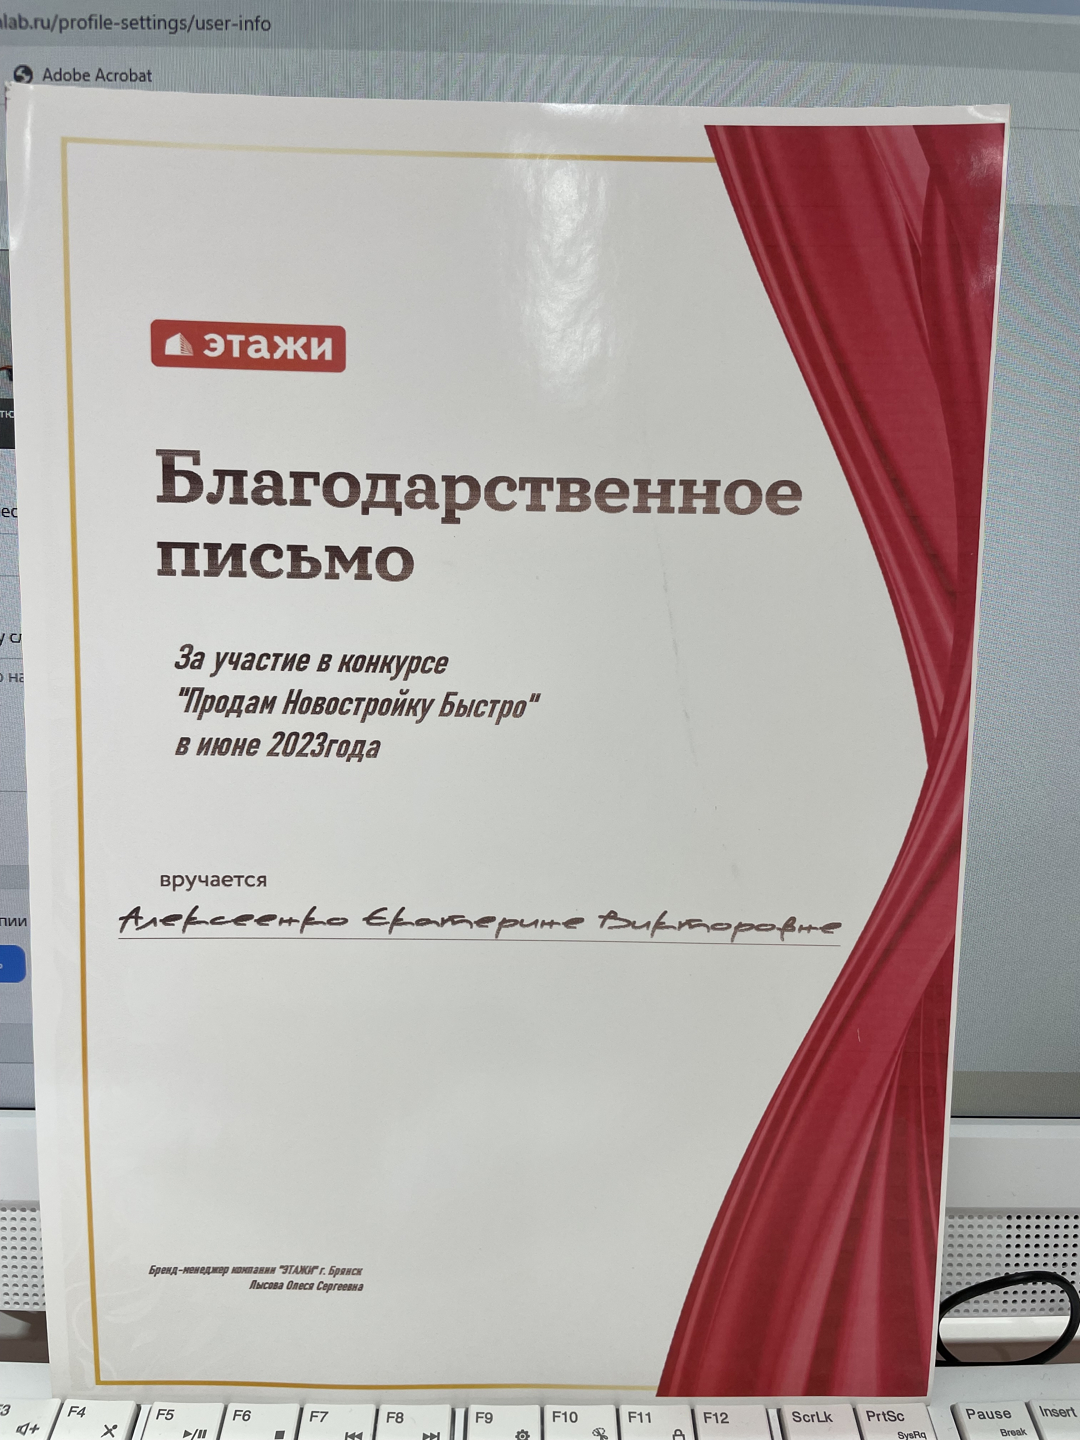 lab.ru/profile-settings/user-info
Adobe Acrobat
этажи
Благодарственное
письмо
За участие в конкурсе
"Продам Новостройку Быстро"
в июне 2023года
вручается
Алексеенко Екатерине Викторовне
Бренд-менеджер компании "ЭТАЖИ" г. Брянск
Лысова Олеся Сергеевна
F4
F5
F6
F7
F8
F9
F10
F11
F12
ScrLk
PrtSc
SysRq
Pause
Break
Insert